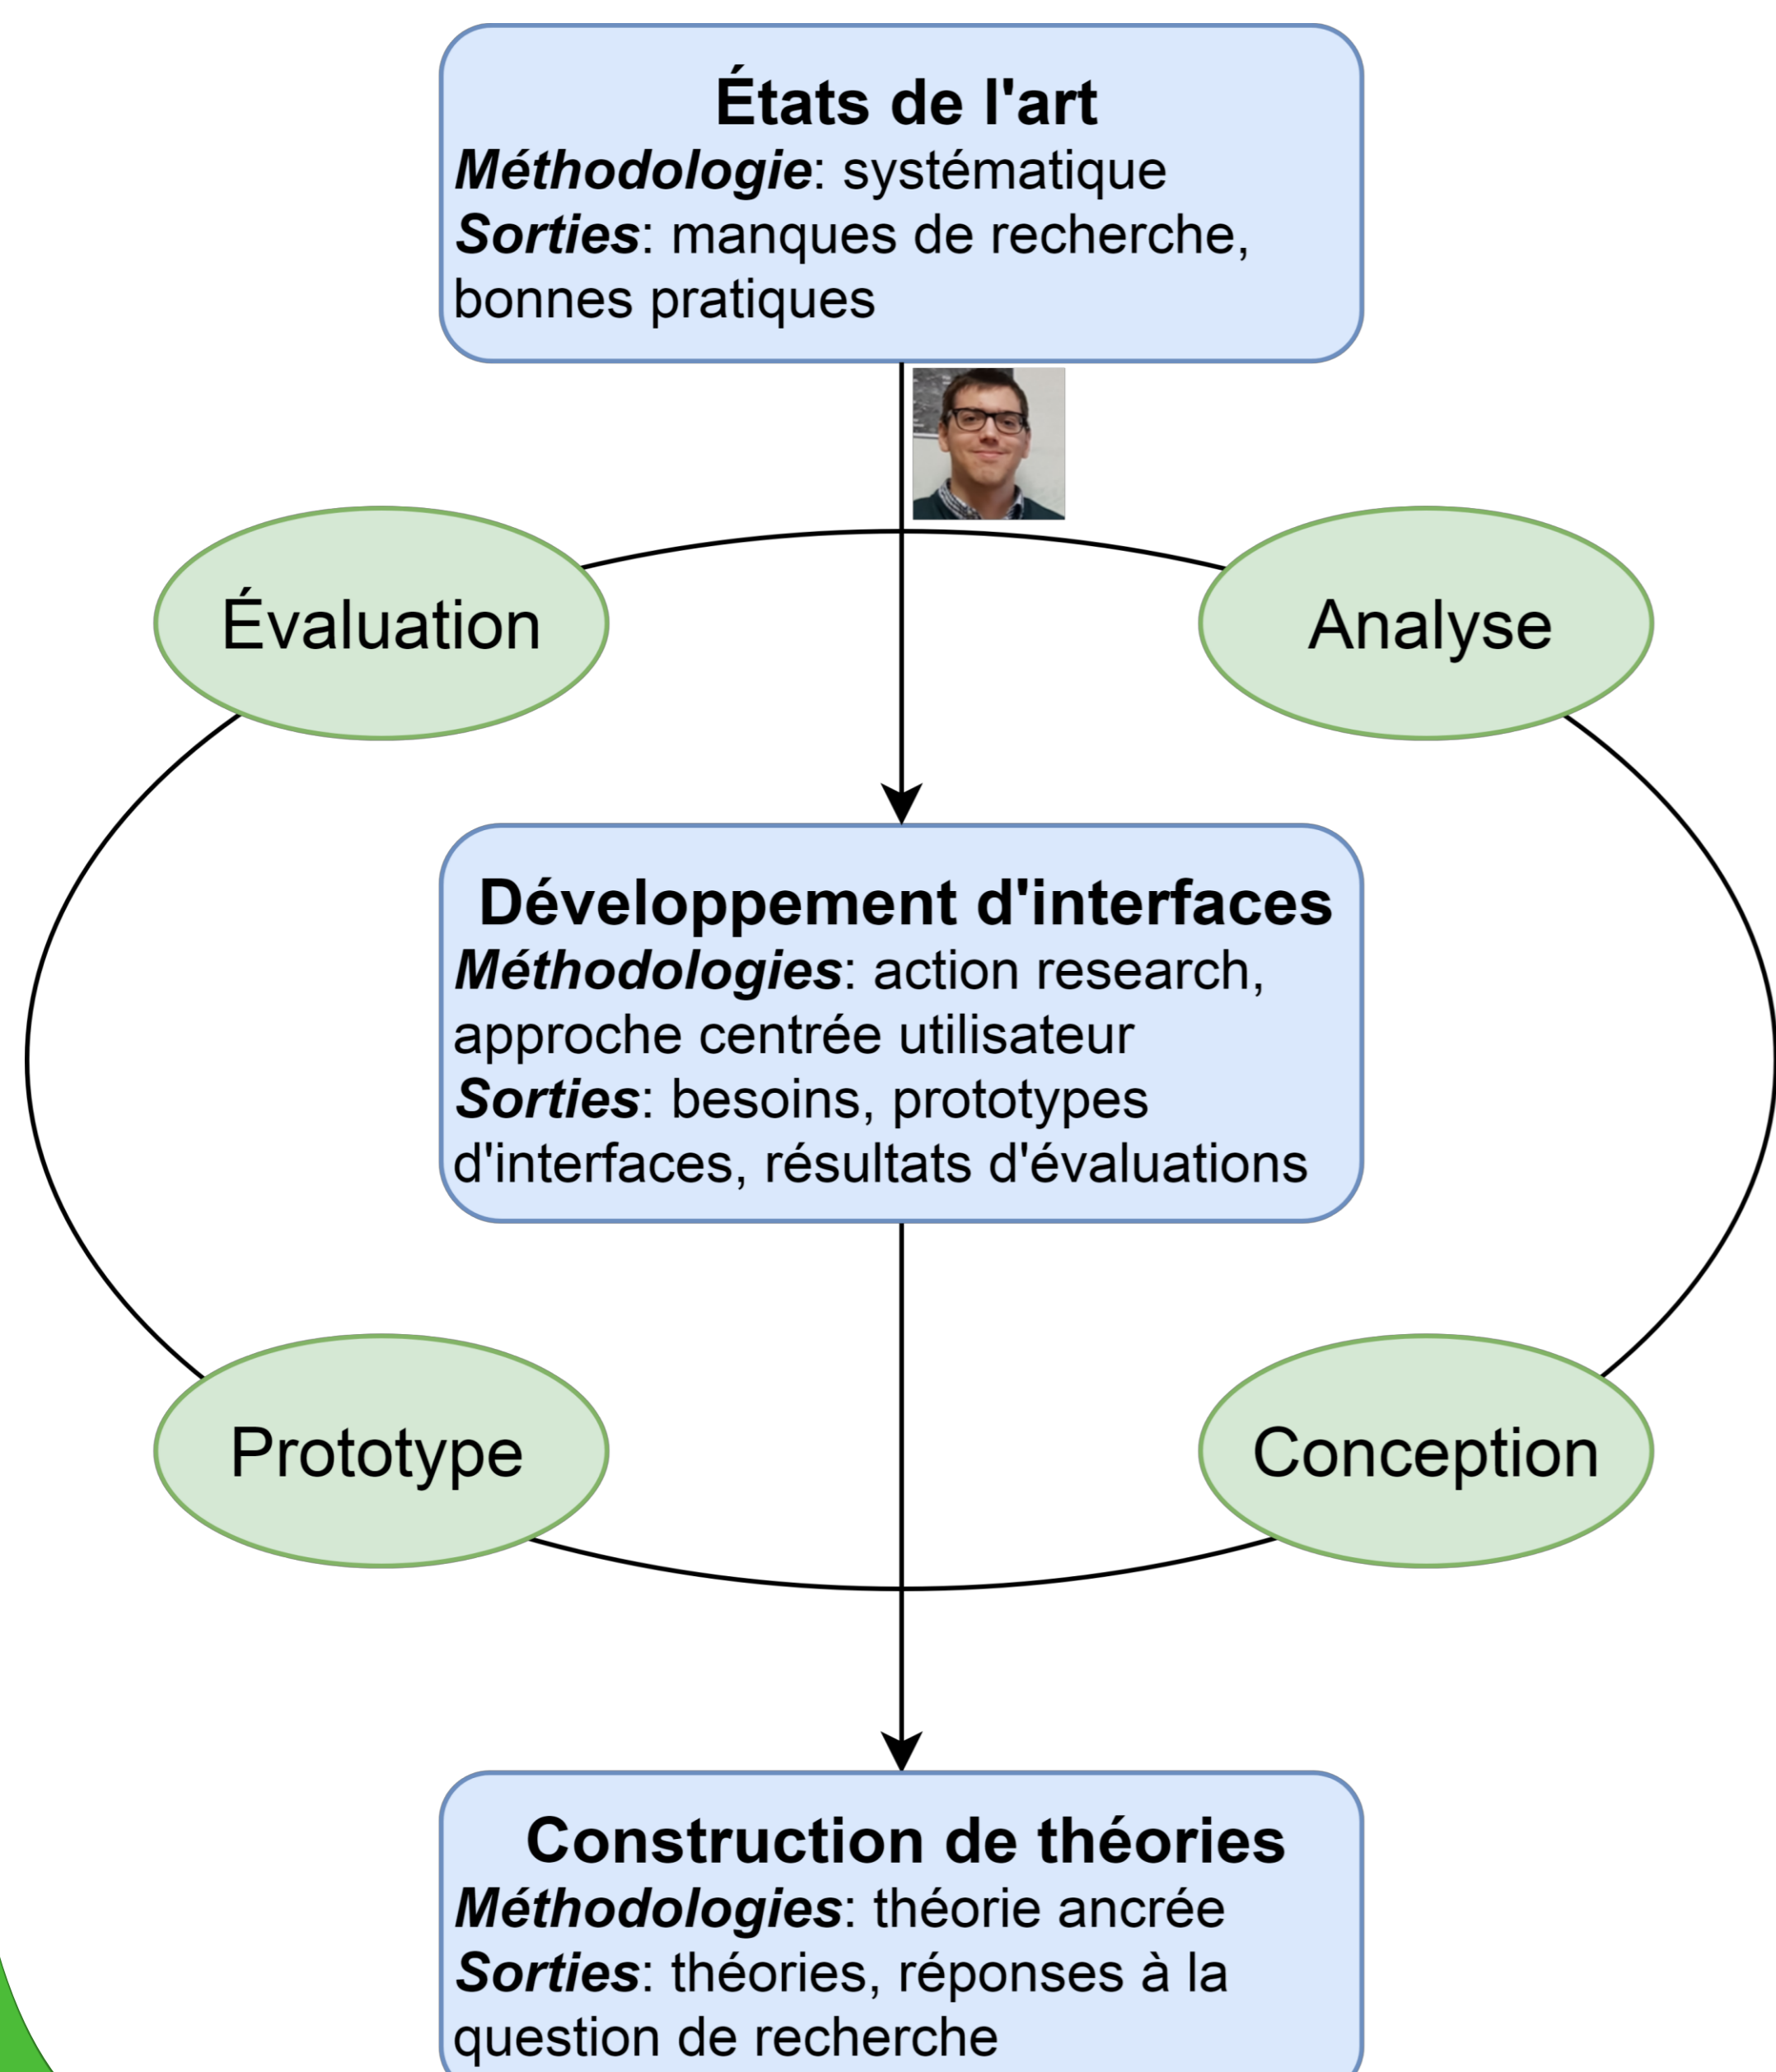 États de l'art
Méthodologie: systématique
Sorties: manques de recherche,
bonnes pratiques
Évaluation
Analyse
Développement d'interfaces
Méthodologies: action research,
approche centrée utilisateur
Sorties: besoins, prototypes
d'interfaces, résultats d'évaluations
Prototype
Conception
Construction de théories
Méthodologies: théorie ancrée
Sorties: théories, réponses à la
question de recherche